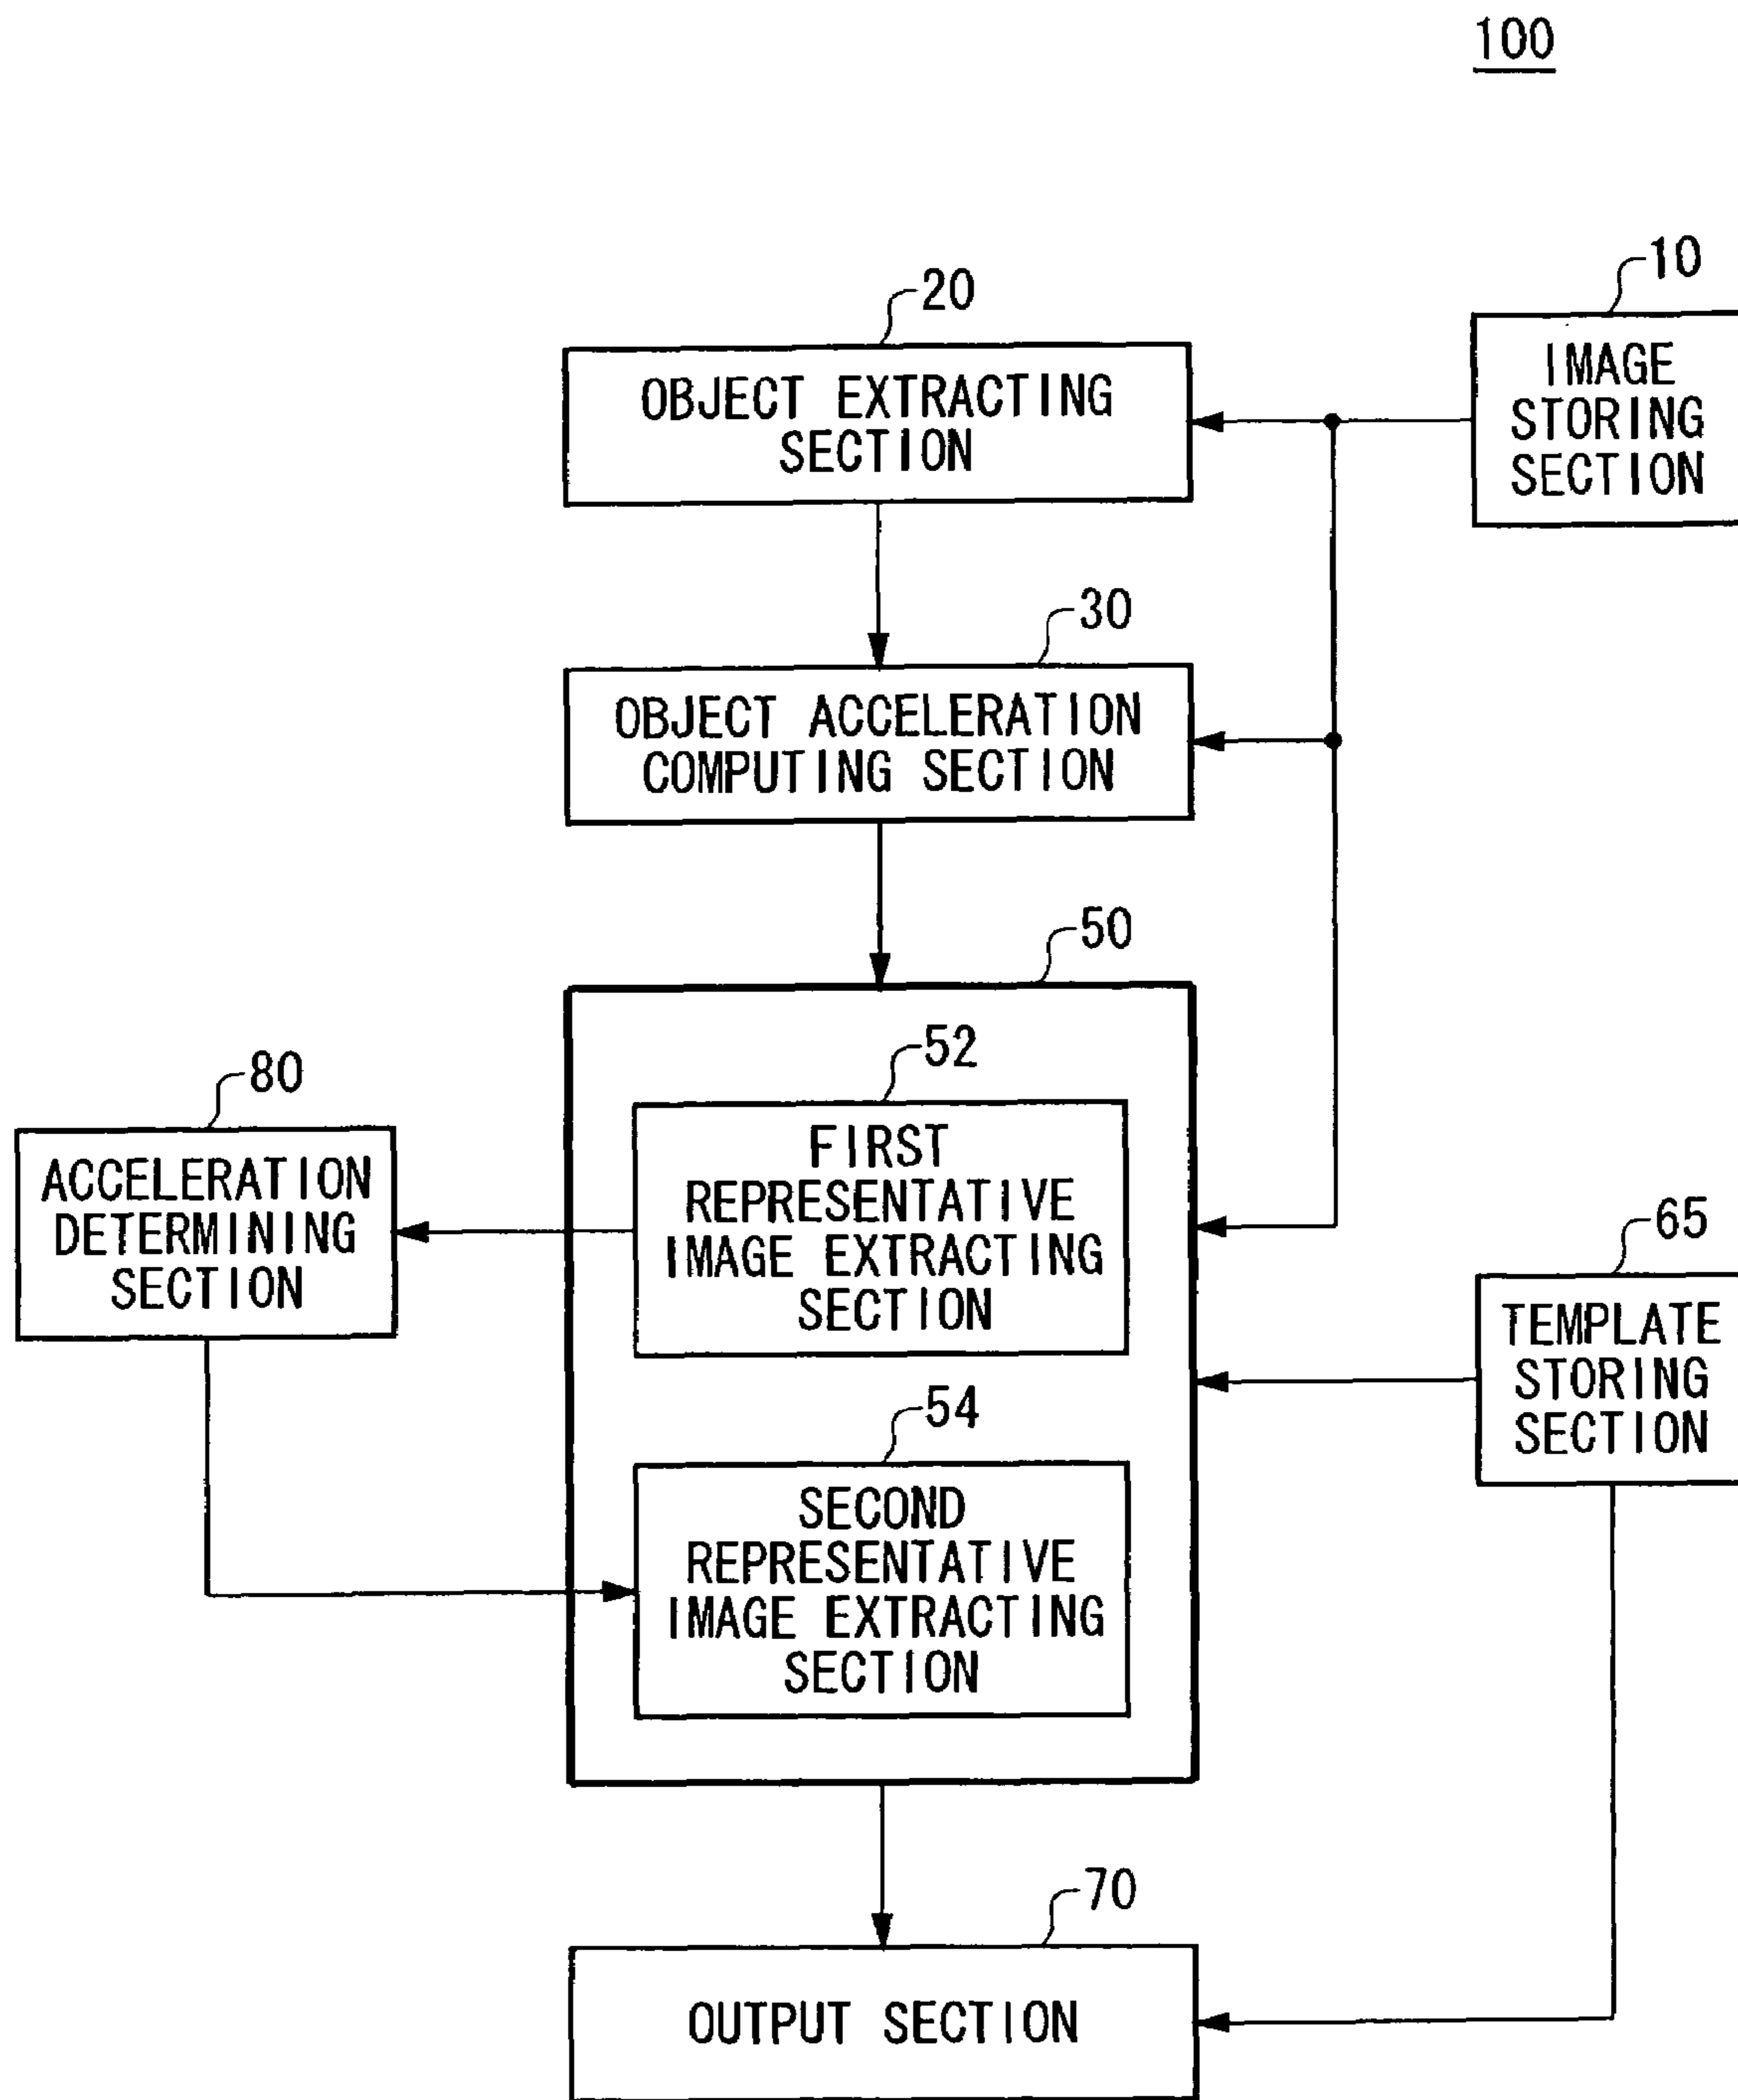 100
10
IMAGE
STORING
SECTION
20
OBJECT EXTRACTING
SECTION
30
OBJECT ACCELERATION
COMPUTING SECTION
50
52
FIRST
REPRESENTATIVE
IMAGE EXTRACTING
SECTION
80
ACCELERATION
DETERMINING
SECTION
65
TEMPLATE
STORING
SECTION
54
SECOND
REPRESENTATIVE
IMAGE EXTRACTING
SECTION
70
OUTPUT SECTION